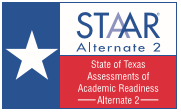 STAAR
Alternate 2
State of Texas
Assessments of
Academic Readiness
Alternate 2